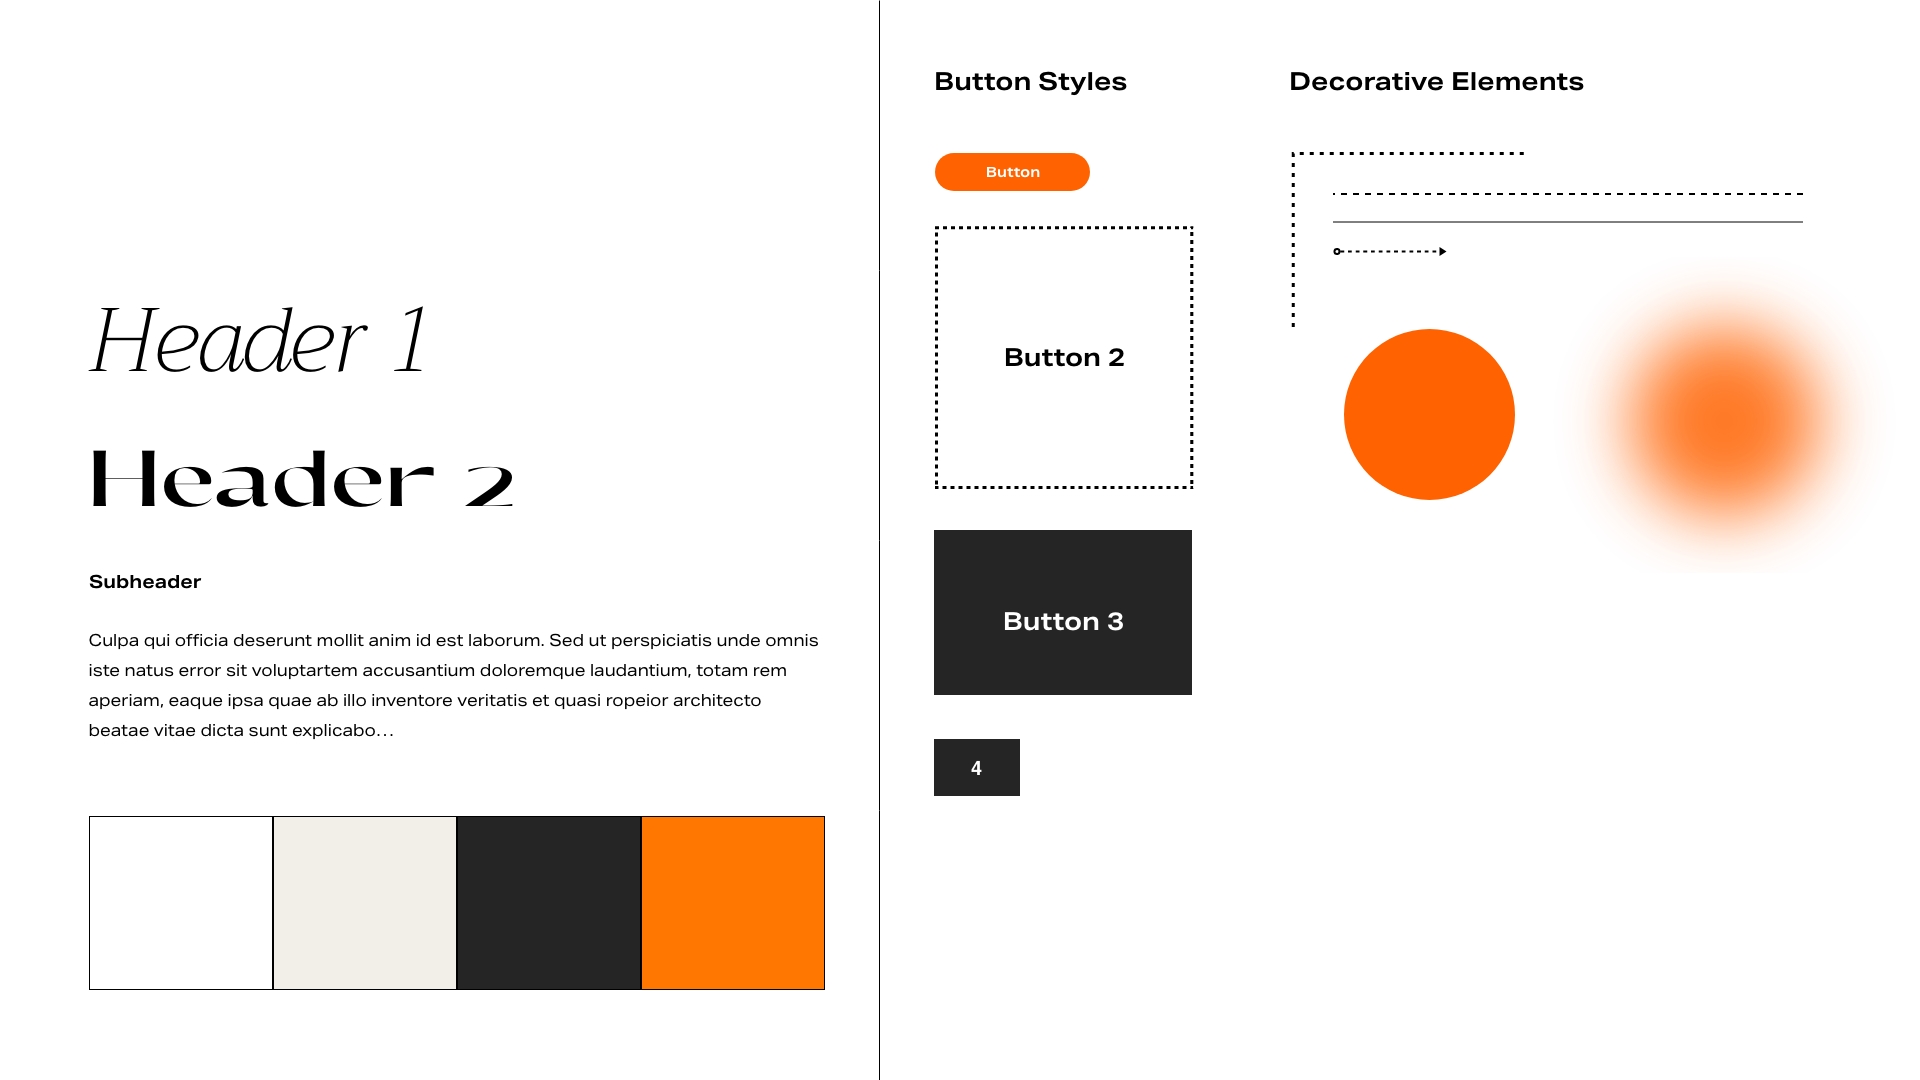 Header 1
Header 2
Subheader
Culpa qui officia deserunt mollit anim id est laborum. Sed ut perspiciatis unde omnis
iste natus error sit voluptartem accusantium doloremque laudantium, totam rem
aperiam, eaque ipsa quae ab illo inventore veritatis et quasi ropeior architecto
beatae vitae dicta sunt explicabo…
Button Styles
Button
Button 2
Button 3
4
Decorative Elements